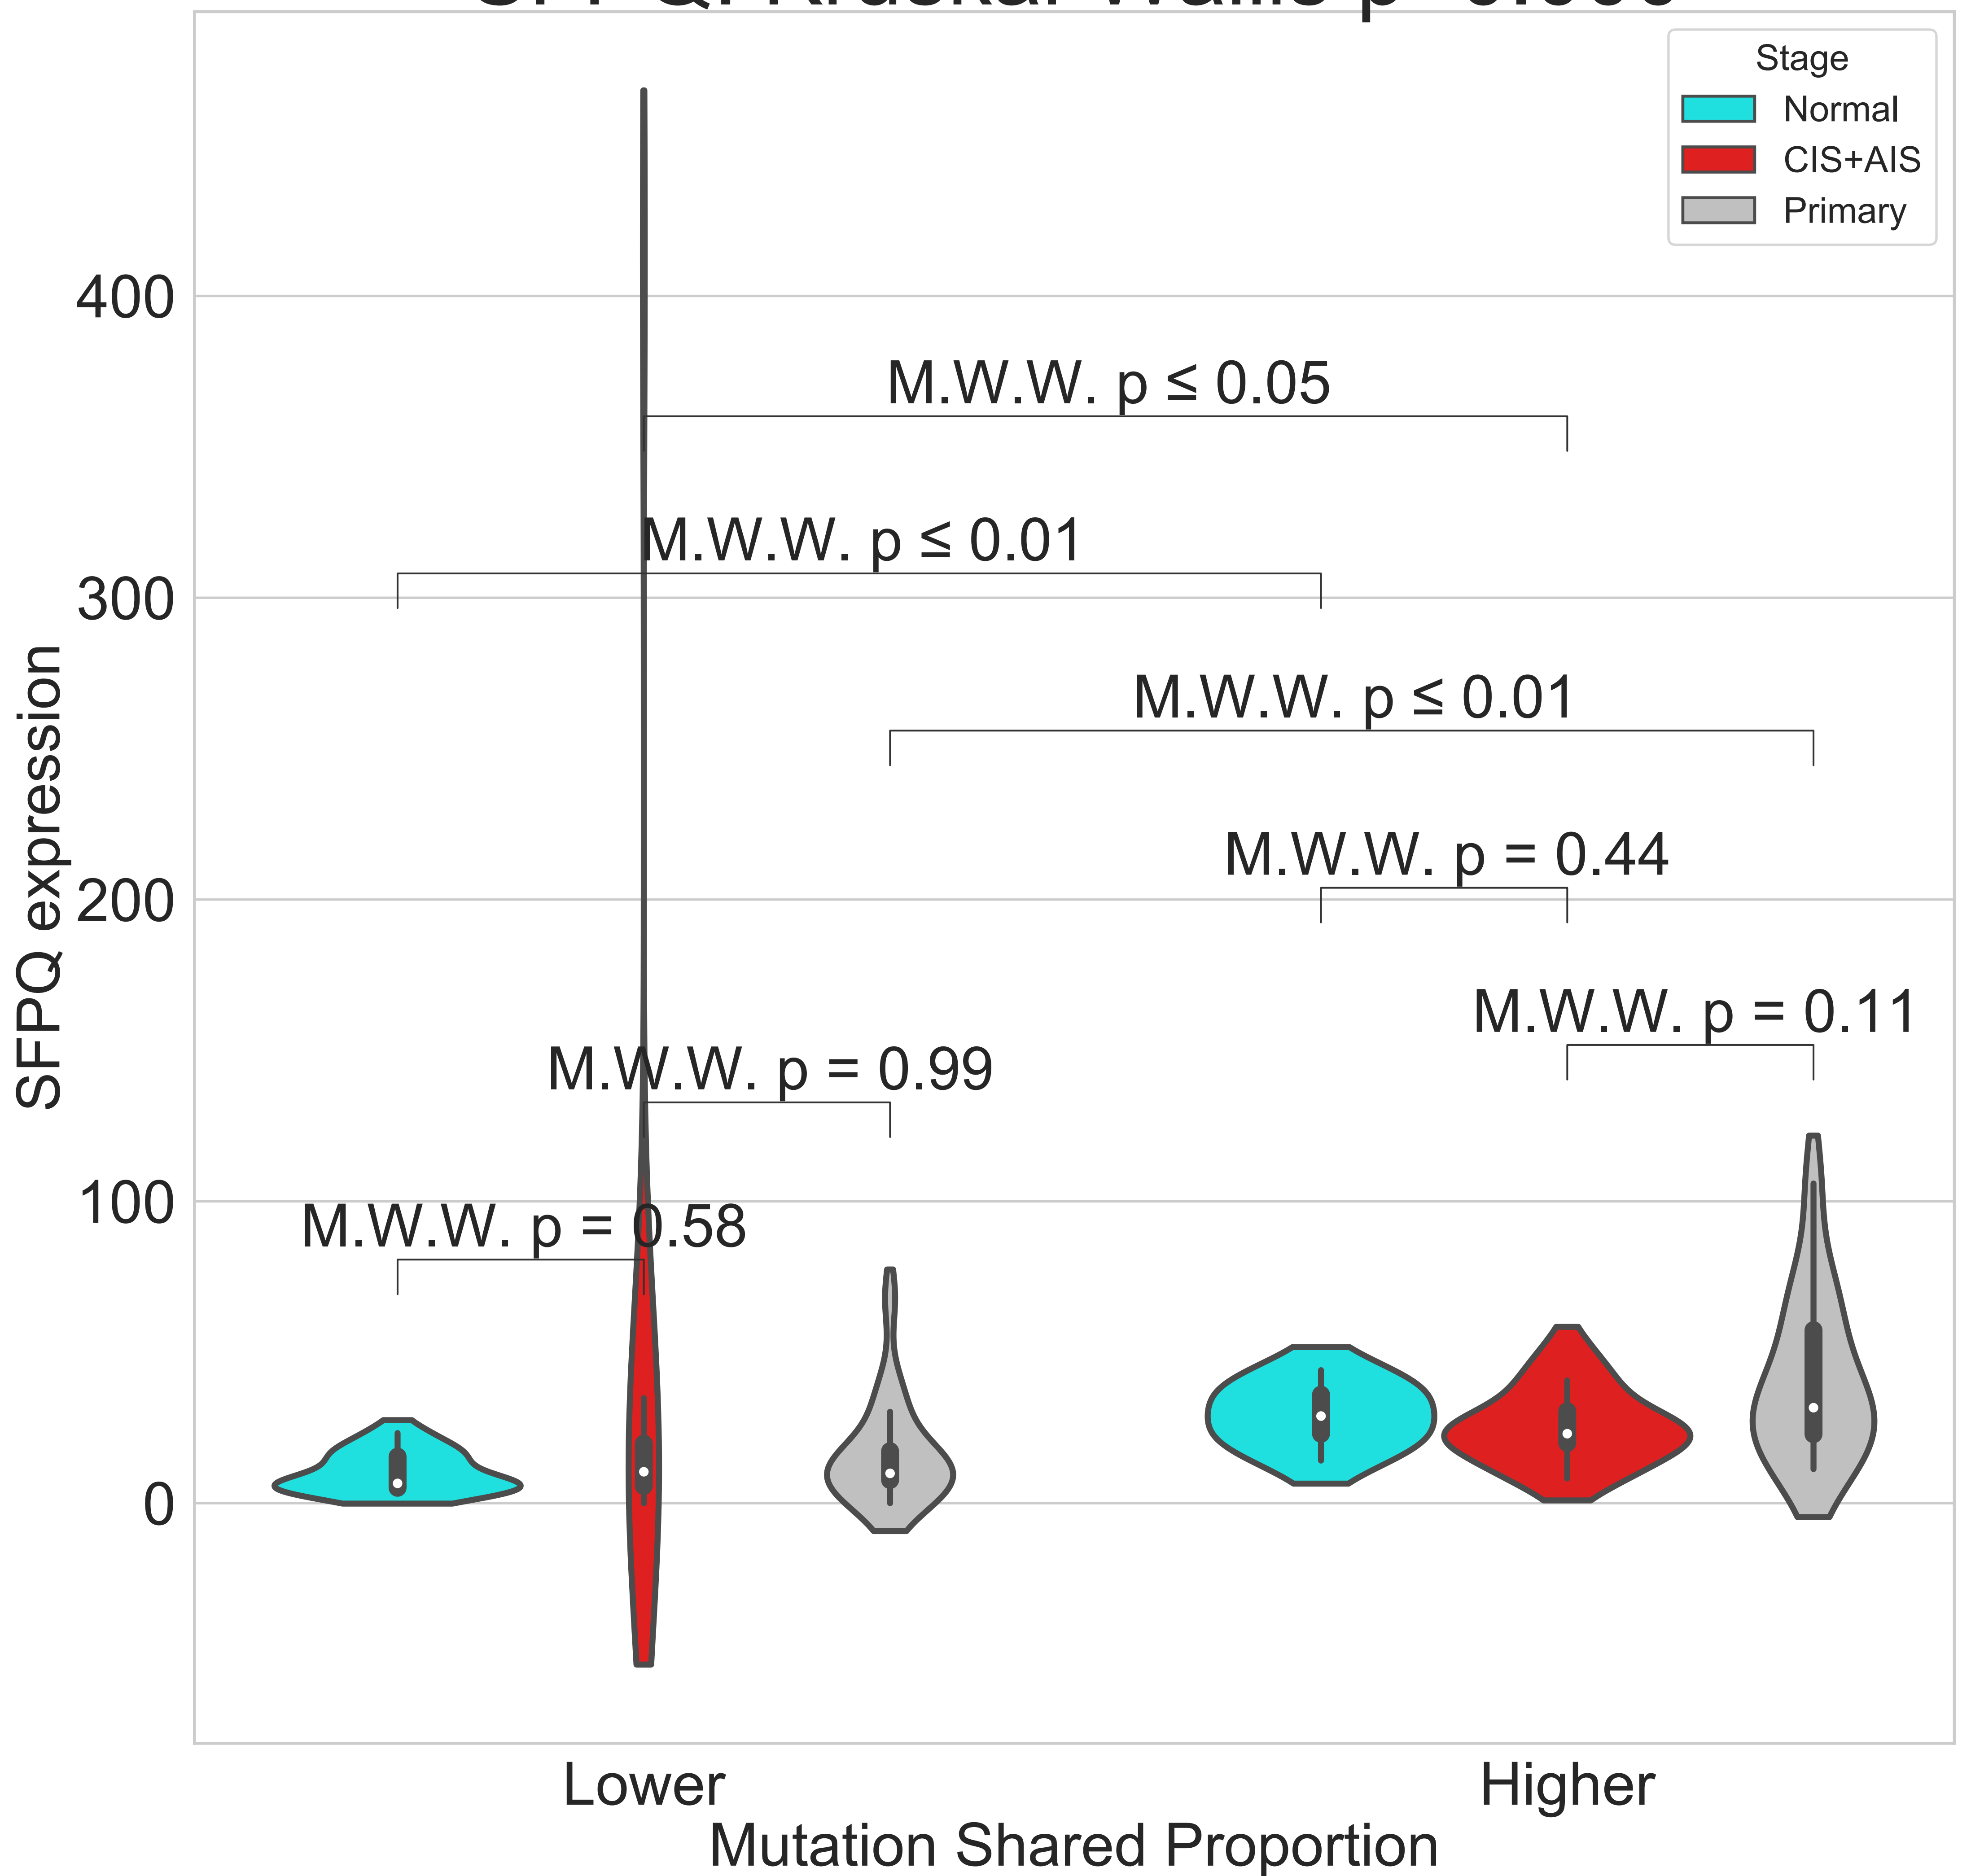 Stage
Normal
CIS+AIS
Primary
400
300
200
100
0
SFPQ expression
M.W.W. p ≤ 0.05
M.W.W. p ≤ 0.01
M.W.W. p ≤ 0.01
M.W.W. p = 0.44
M.W.W. p = 0.11
M.W.W. p = 0.99
M.W.W. p = 0.58
Lower
Higher
Mutation Shared Proportion